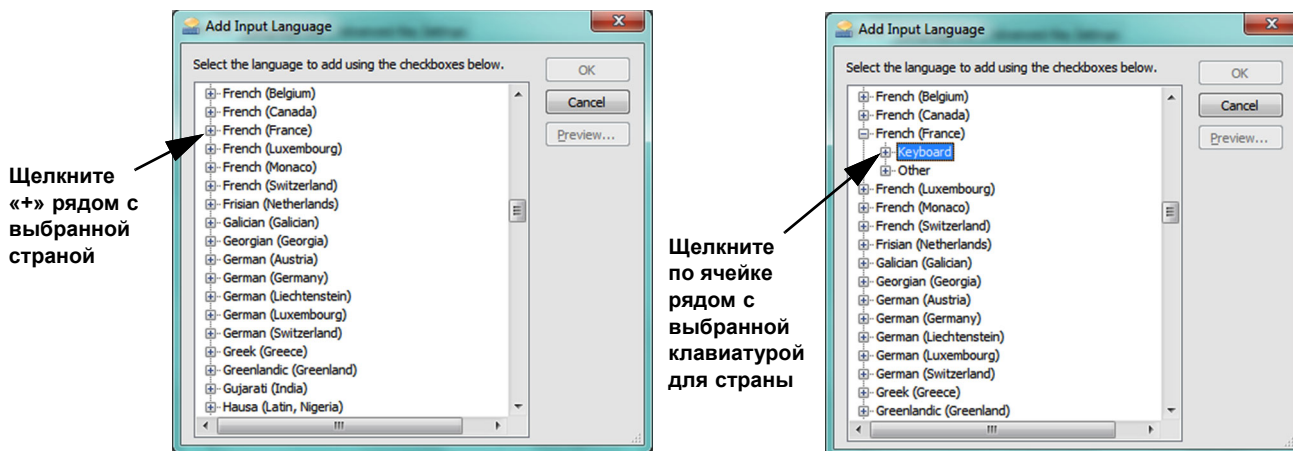 Add Input Language
Select the language to add using the checkboxes below.
French (Belgium)
French (Canada)
French (France)
French (Luxembourg)
French (Monaco)
French (Switzerland)
Frisian (Netherlands)
Galician (Galician)
Georgian (Georgia)
German (Austria)
German (Germany)
German (Liechtenstein)
German (Luxembourg)
German (Switzerland)
Greek (Greece)
Greenlandic (Greenland)
Gujarati (India)
Hausa (Latin, Nigeria)
OK
Cancel
Preview...
Щелкните
«+» рядом с
выбранной
страной
Add Input Language
Select the language to add using the checkboxes below.
French (Belgium)
French (Canada)
French (France)
Keyboard
Other
French (Luxembourg)
French (Monaco)
French (Switzerland)
Frisian (Netherlands)
Galician (Galician)
Georgian (Georgia)
German (Austria)
German (Germany)
German (Liechtenstein)
German (Luxembourg)
German (Switzerland)
Greek (Greece)
Greenlandic (Greenland)
OK
Cancel
Preview...
Щелкните
по ячейке
рядом с
выбранной
клавиатурой
для страны